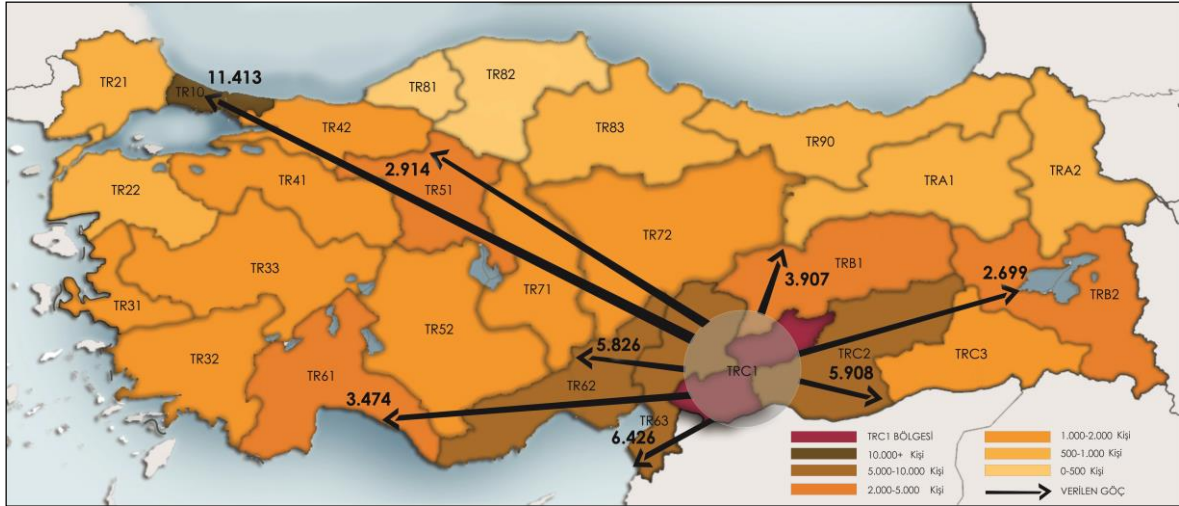 TR21
11.413
TR10
TR81
TR82
TR42
TR83
TR90
TRA1
TRA2
2.914
TR51
TR22
TR41
TR72
TR33
TRB1
3.907
2.699
TRB2
TR31
TR71
TR52
5.826
TR32
TR61
TR62
TRC1
TRC2
5.908
TRC3
3.474
TR63
6.426
TRC1 BÖLGESİ
10.000+ Kişi
5.000-10.000 Kişi
2.000-5.000 Kişi
1.000-2.000 Kişi
500-1.000 Kişi
0-500 Kişi
VERİLEN GÖÇ